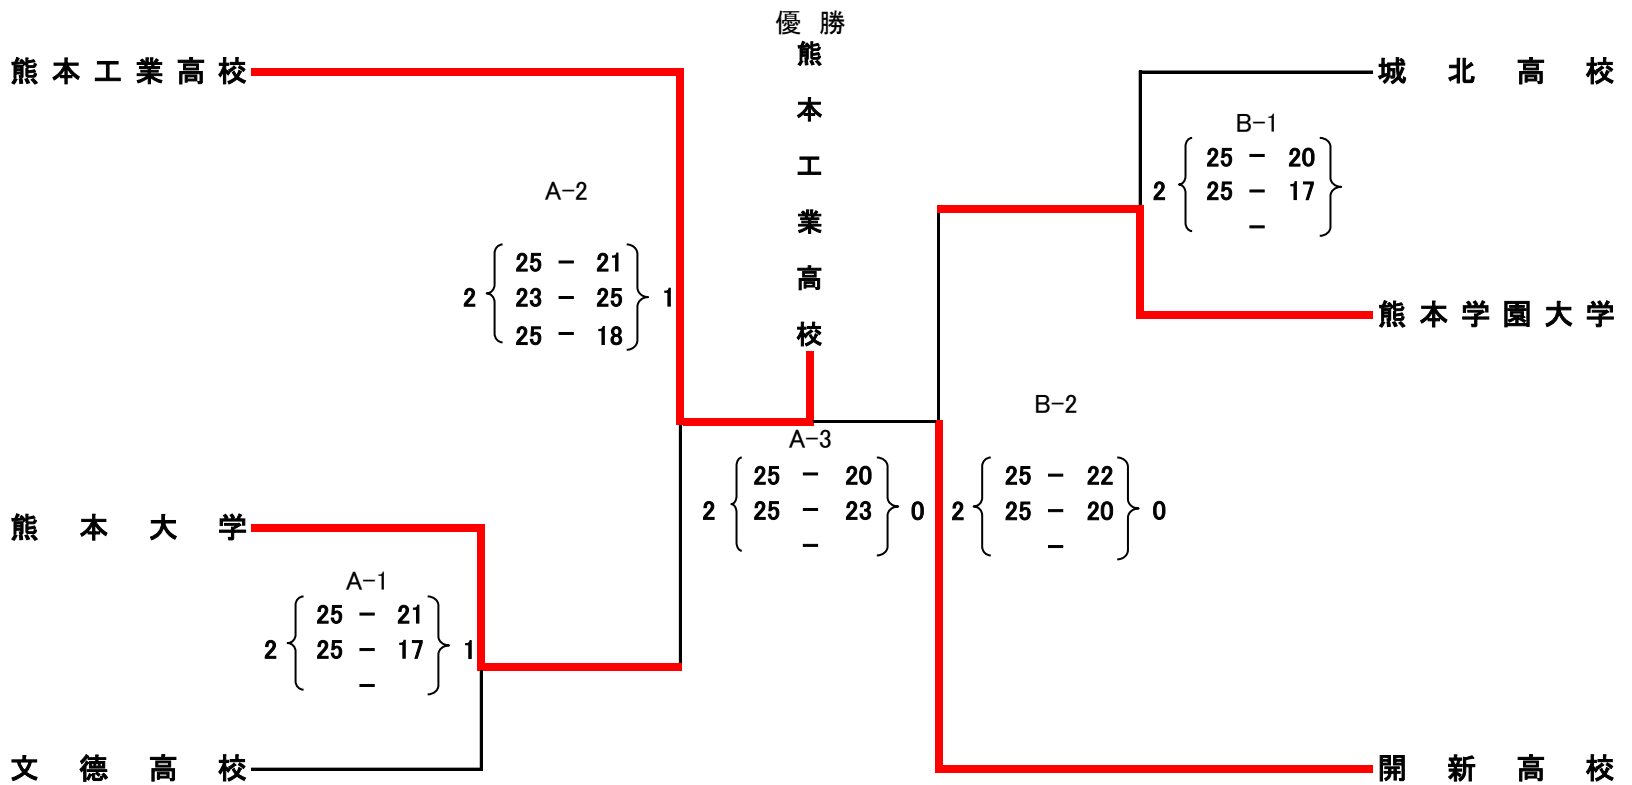 優 勝
熊本工業高校
熊本工業高校
A-2
2 { 25 - 21 } 1
23 - 25
25 - 18
熊本大学
A-1
2 { 25 - 21 } 1
25 - 17
-
文徳高校
A-3
2 { 25 - 20 } 0
25 - 23
-
城北高校
B-1
2 { 25 - 20 }
25 - 17
-
熊本学園大学
B-2
2 { 25 - 22 } 0
25 - 20
-
開新高校